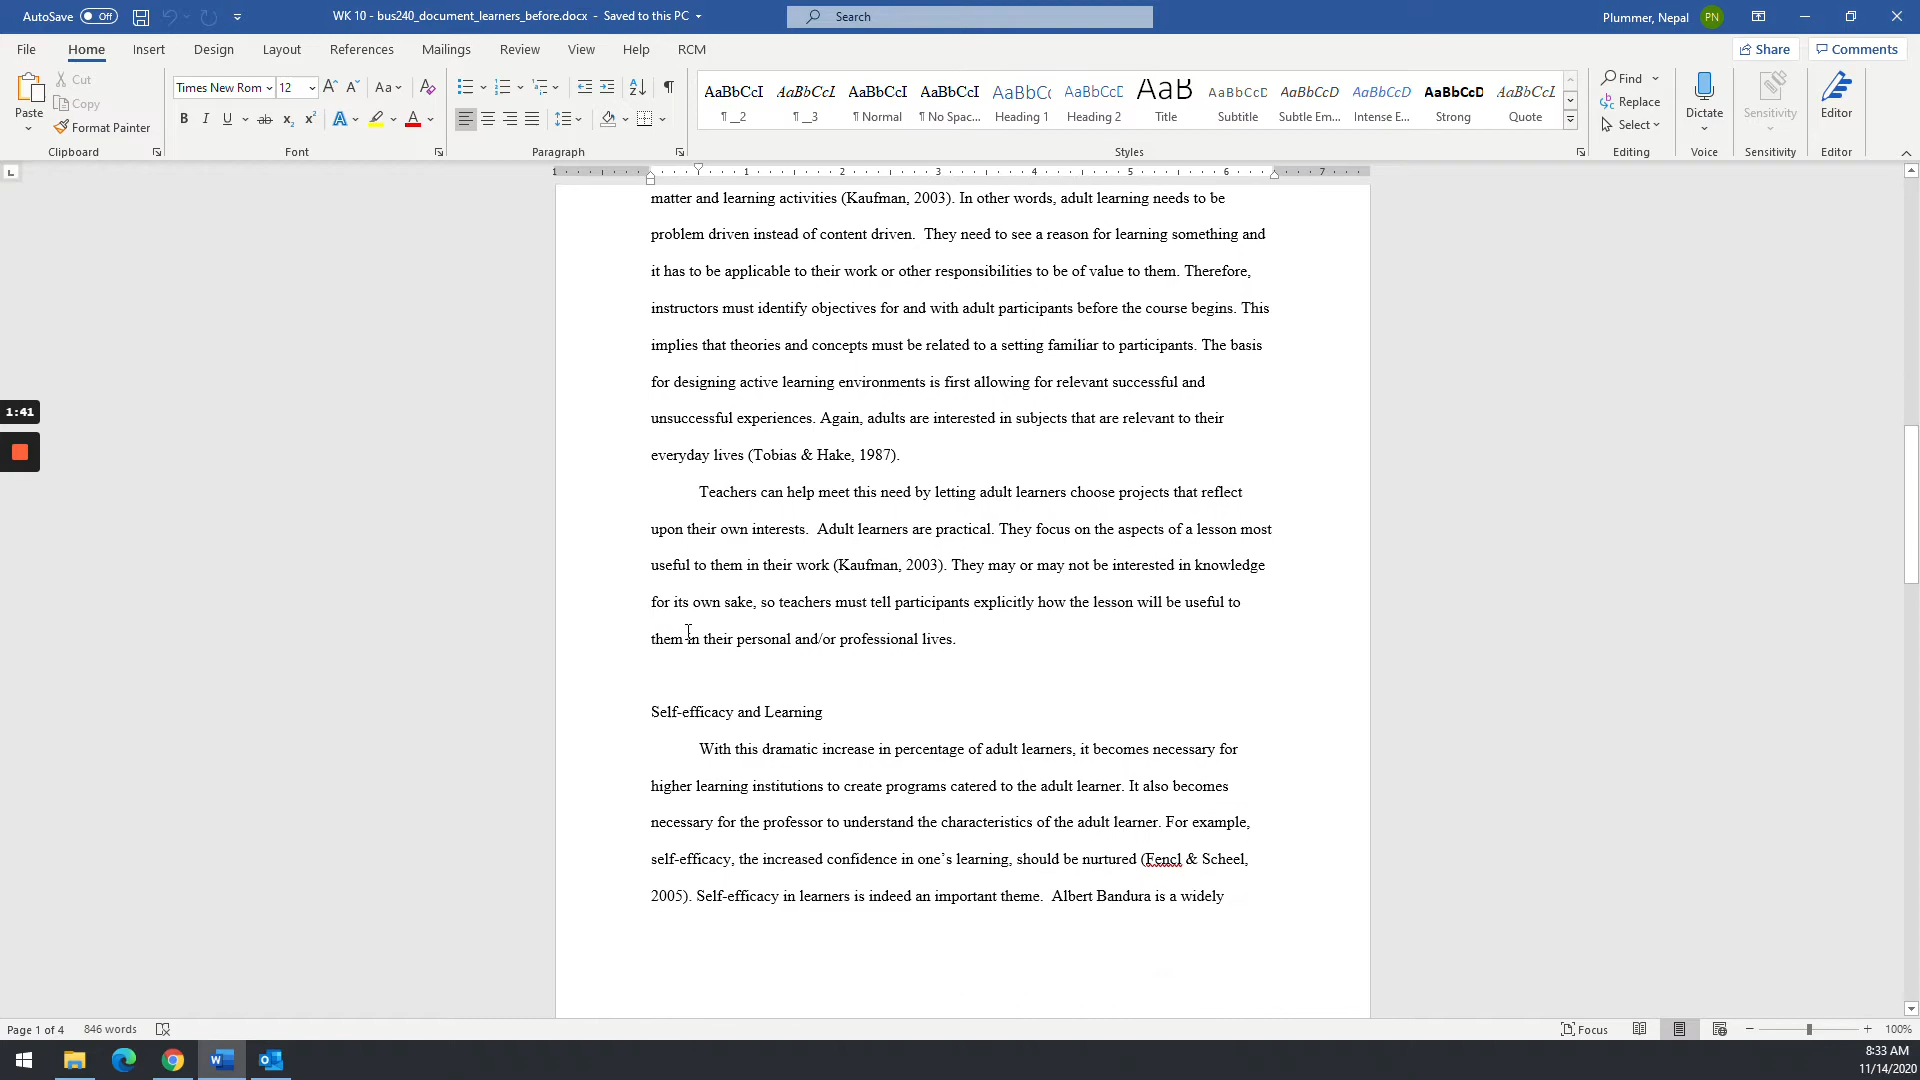 AutoSave Off WK 10 - bus240_document_learners_before.docx - Saved to this PC Search Plummer, Nepal PN
File Home Insert Design Layout References Mailings Review View Help RCM Share Comments
Paste Cut Copy Format Painter Clipboard
Times New Rom 12 Font
Paragraph
AaBbCcI AaBbCcL AaBbCcI AaBbCcI AaBbC AaBbCcD AaB AaBbCcD AaBbCcD AaBbCcD AaBbCcD AaBbCcL
¶ __2 ¶ __3 ¶ Normal ¶ No Spac... Heading 1 Heading 2 Title Subtitle Subtle Em... Intense E... Strong Quote
Styles
Find Replace Select Editing
Dictate Voice
Sensitivity Sensitivity
Editor Editor
1 1 2 3 4 5 6 7
matter and learning activities (Kaufman, 2003). In other words, adult learning needs to be
problem driven instead of content driven.  They need to see a reason for learning something and
it has to be applicable to their work or other responsibilities to be of value to them. Therefore,
instructors must identify objectives for and with adult participants before the course begins. This
implies that theories and concepts must be related to a setting familiar to participants. The basis
for designing active learning environments is first allowing for relevant successful and
unsuccessful experiences. Again, adults are interested in subjects that are relevant to their
everyday lives (Tobias & Hake, 1987).
Teachers can help meet this need by letting adult learners choose projects that reflect
upon their own interests.  Adult learners are practical. They focus on the aspects of a lesson most
useful to them in their work (Kaufman, 2003). They may or may not be interested in knowledge
for its own sake, so teachers must tell participants explicitly how the lesson will be useful to
them in their personal and/or professional lives.
Self-efficacy and Learning
With this dramatic increase in percentage of adult learners, it becomes necessary for
higher learning institutions to create programs catered to the adult learner. It also becomes
necessary for the professor to understand the characteristics of the adult learner. For example,
self-efficacy, the increased confidence in one's learning, should be nurtured (Fencl & Scheel,
2005). Self-efficacy in learners is indeed an important theme.  Albert Bandura is a widely
1:41
Page 1 of 4 846 words Focus 100%
8:33 AM
11/14/2020